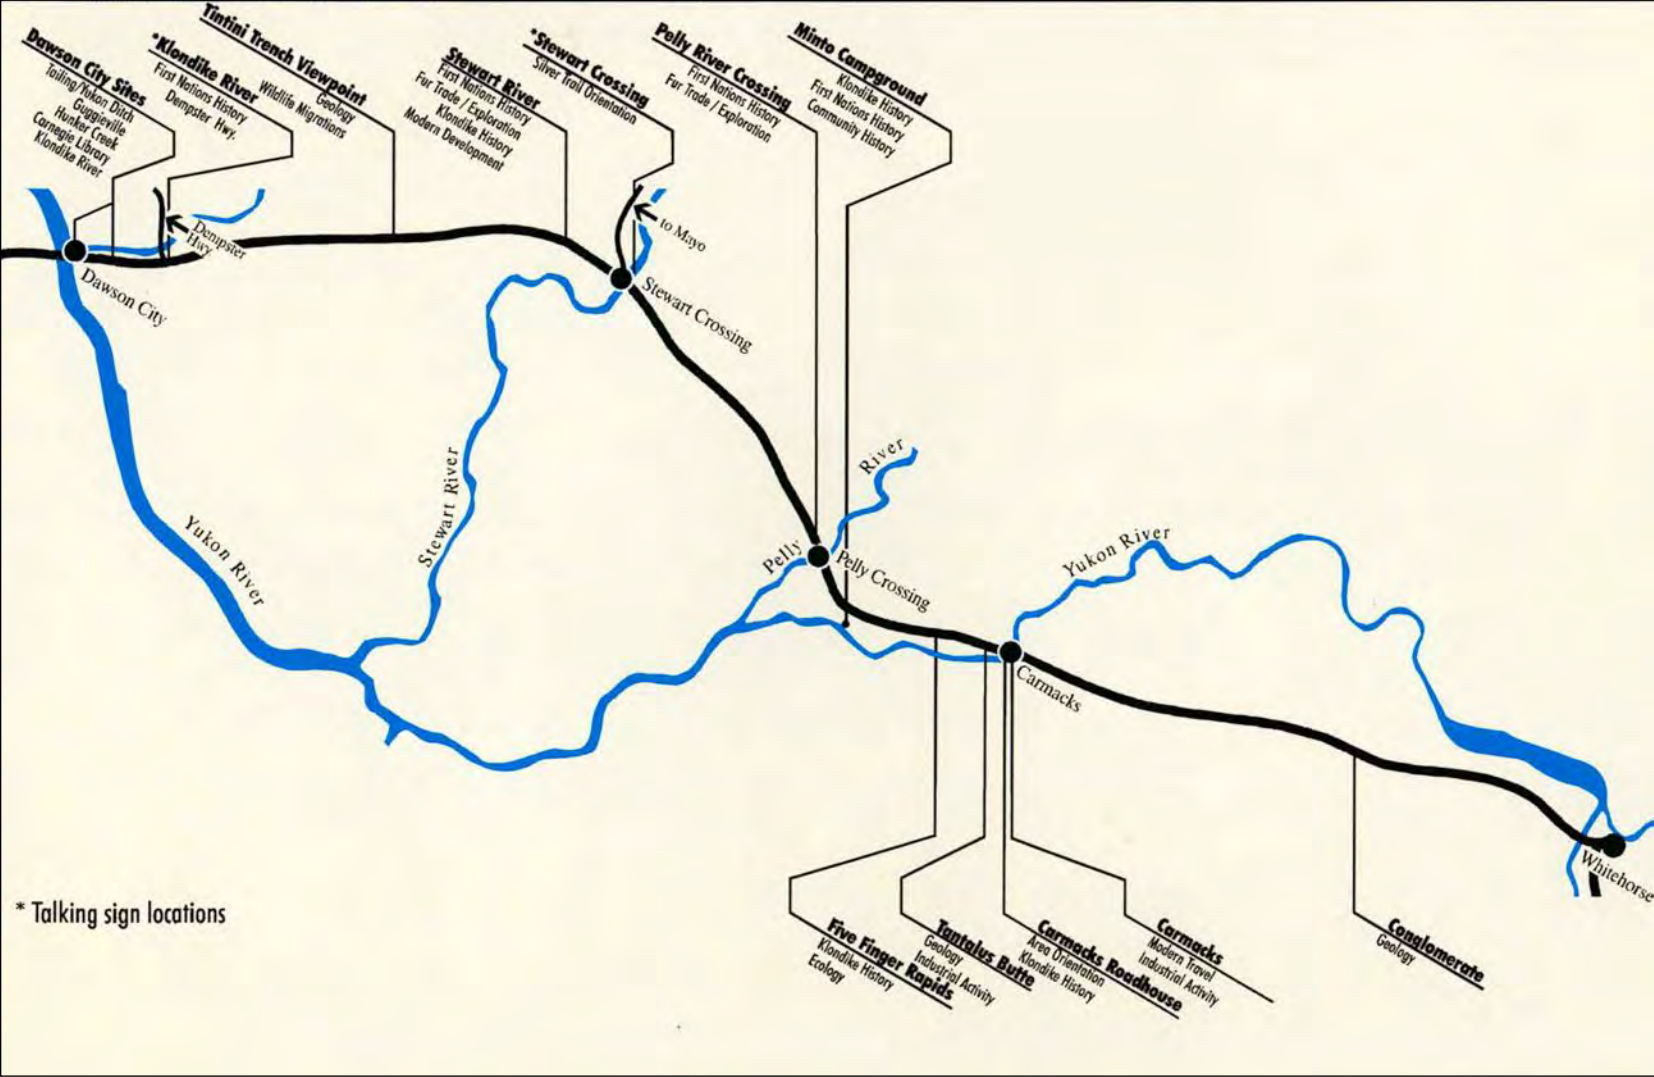 Dawson City Sites
Tailing/Yukon Ditch
Guggieville
Hunker Creek
Carnegie Library
Klondike River
*Klondike River
First Nations History
Dempster Hwy.
Tintini Trench Viewpoint
Geology
Wildlife Migrations
Stewart River
First Nations History
Fur Trade / Exploration
Klondike History
Modern Development
*Stewart Crossing
Silver Trail Orientation
Pelly River Crossing
First Nations History
Fur Trade / Exploration
Minto Campground
Klondike History
First Nations History
Community History
Dempster
Hwy
to Mayo
Dawson City
Stewart Crossing
Stewart River
Yukon River
Pelly
River
Pelly Crossing
Yukon River
Carmacks
Whitehorse
* Talking sign locations
Five Finger Rapids
Klondike History
Ecology
Tantalus Butte
Geology
Industrial Activity
Carmacks Roadhouse
Area Orientation
Klondike History
Carmacks
Modern Travel
Industrial Activity
Conglomerate
Geology